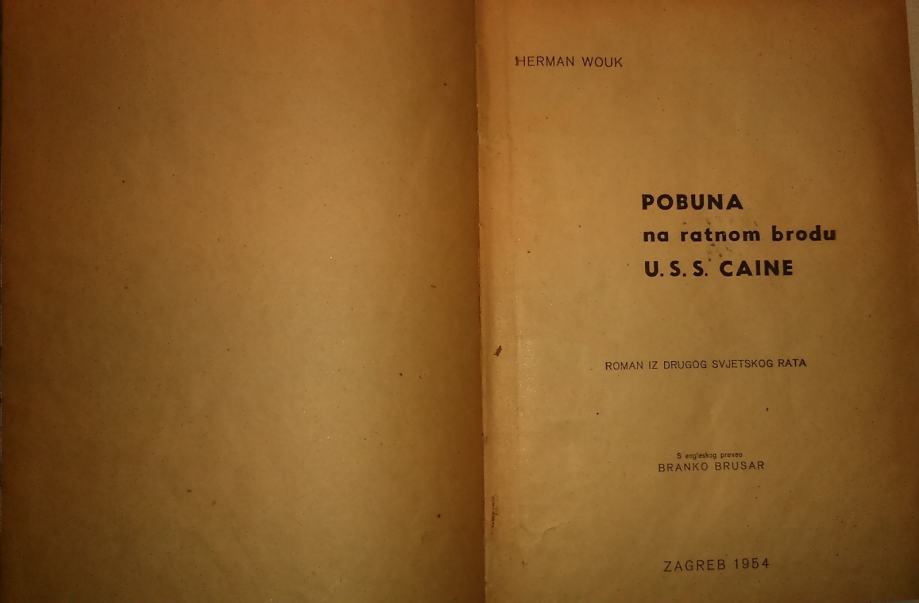 HERMAN WOUK
POBUNA
na ratnom brodu
U. S. S. CAINE
ROMAN IZ DRUGOG SVJETSKOG RATA
S engleskog preveo
BRANKO BRUSAR
ZAGREB 1954